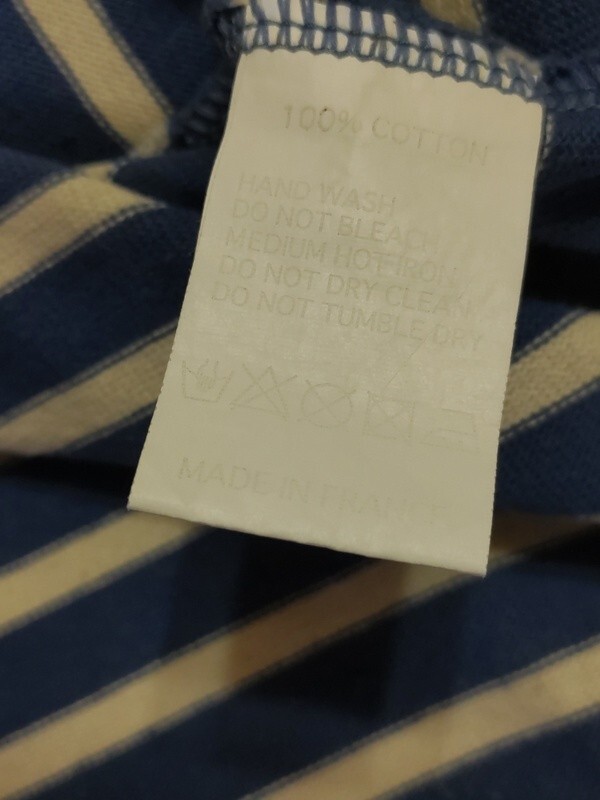 100% COTTON
HAND WASH
DO NOT BLEACH
MEDIUM HOT IRON
DO NOT DRY CLEAN
DO NOT TUMBLE DRY
MADE IN FRANCE